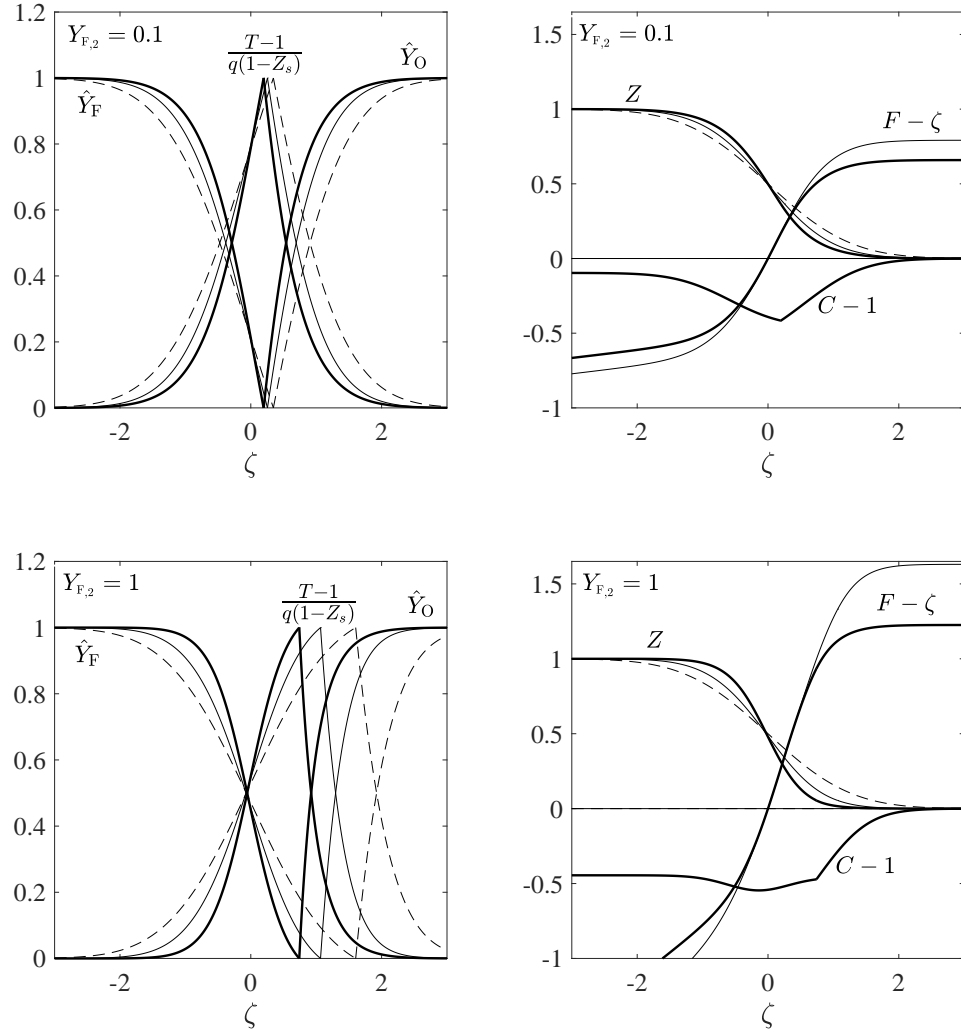 1.2
1
0.8
0.6
0.4
0.2
0
Y_F,2 = 0.1
T−1
q(1−Z_s)
Ŷ_O
Ŷ_F
-2 0 2
ζ
1.5
1
0.5
0
-0.5
-1
Y_F,2 = 0.1
Z
F − ζ
C − 1
-2 0 2
ζ
1.2
1
0.8
0.6
0.4
0.2
0
Y_F,2 = 1
T−1
q(1−Z_s)
Ŷ_O
Ŷ_F
-2 0 2
ζ
1.5
1
0.5
0
-0.5
-1
Y_F,2 = 1
F − ζ
Z
C − 1
-2 0 2
ζ